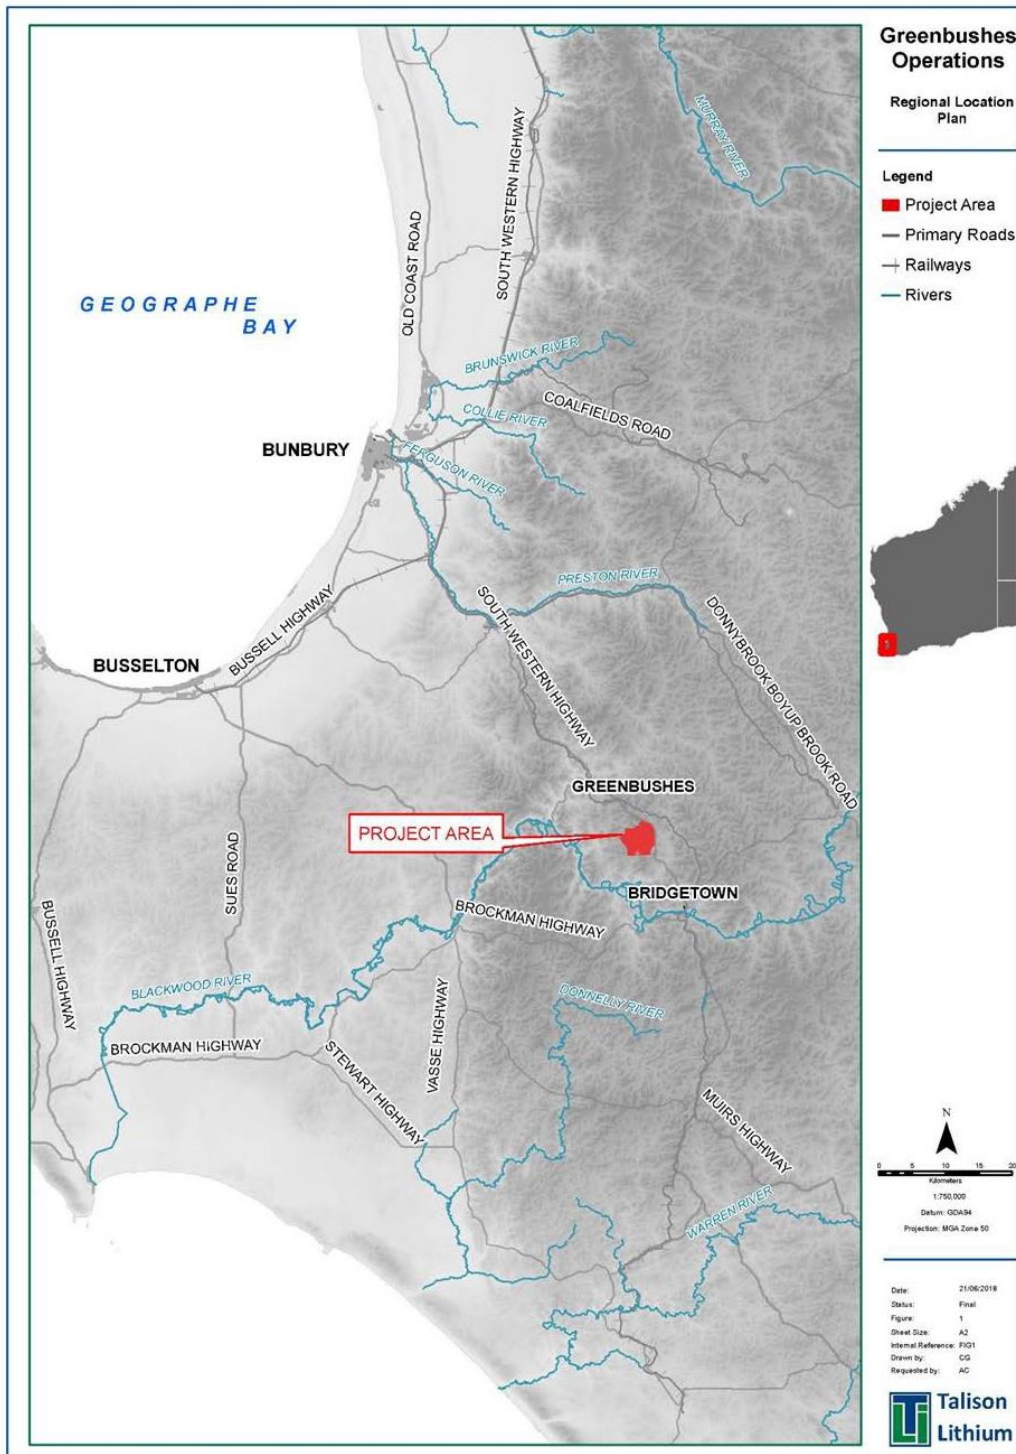 Greenbushes
Operations
Regional Location
Plan
Legend
Project Area
Primary Roads
Railways
Rivers
MURRAY RIVER
SOUTH WESTERN HIGHWAY
OLD COAST ROAD
GEOGRAPHE
BAY
BRUNSWICK RIVER
COALFIELDS ROAD
COLLIE RIVER
BUNBURY
FERGUSON RIVER
PRESTON RIVER
SOUTH WESTERN HIGHWAY
DONNYBROOK BOYUP BROOK ROAD
BUSSELL HIGHWAY
BUSSELTON
GREENBUSHES
PROJECT AREA
SUES ROAD
BRIDGETOWN
BROCKMAN HIGHWAY
BUSSELL HIGHWAY
BLACKWOOD RIVER
DONNELLY RIVER
VASSE HIGHWAY
BROCKMAN HIGHWAY
STEWART HIGHWAY
MUIRS HIGHWAY
WARREN RIVER
N
0 5 10 15 20
Kilometers
1:750,000
Datum: GDA94
Projection: MGA Zone 50
Date: 21/06/2018
Status: Final
Figure: 1
Sheet Size: A2
Internal Reference: FIG1
Drawn by: CG
Requested by: AC
Talison
Lithium